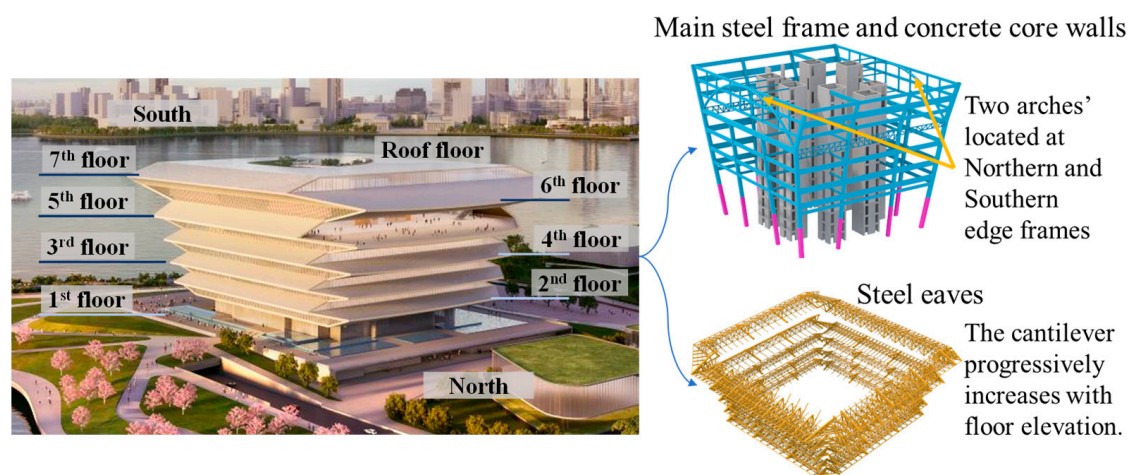 Main steel frame and concrete core walls
South
7th floor
Roof floor
6th floor
5th floor
4th floor
3rd floor
2nd floor
1st floor
North
Two arches’
located at
Northern and
Southern
edge frames
Steel eaves
The cantilever
progressively
increases with
floor elevation.